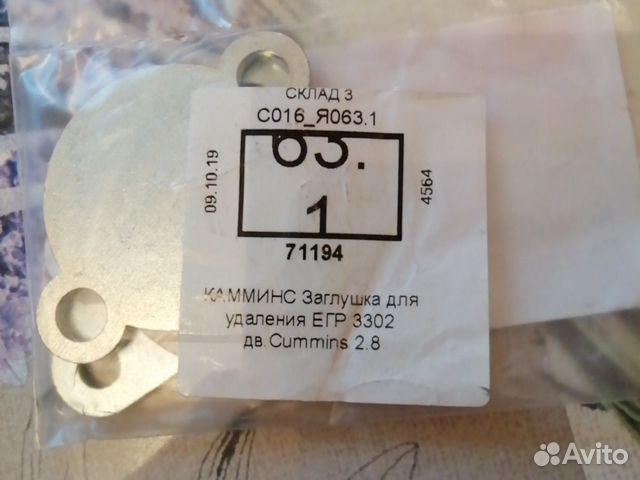 СКЛАД 3
С016_Я063.1
09.10.19
63.
1
4564
71194
КАММИНС Заглушка для
удаления ЕГР 3302
дв.Cummins 2.8
Avito